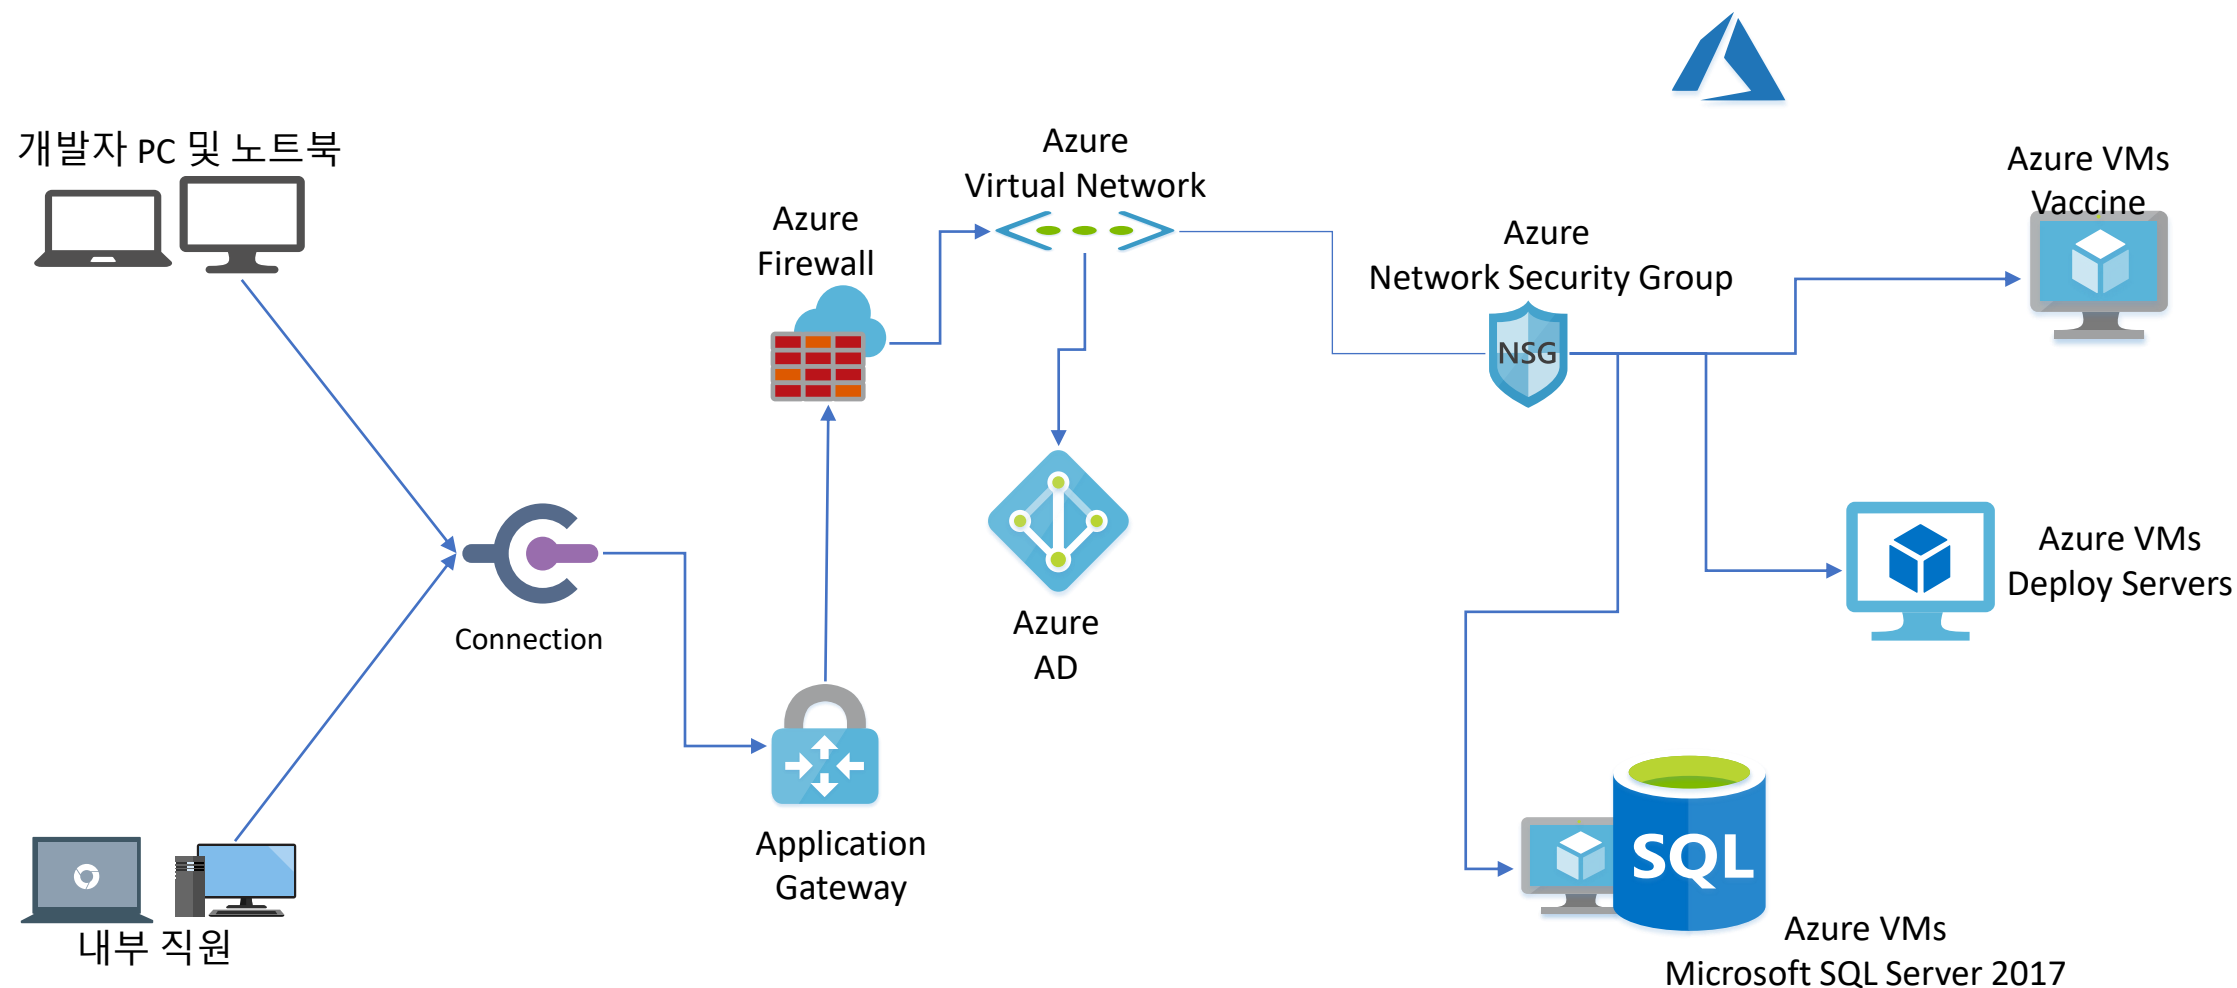 개발자 PC 및 노트북
Azure
Firewall
Azure
Virtual Network
Azure
Network Security Group
NSG
Azure VMs
Vaccine
Connection
Azure
AD
Azure VMs
Deploy Servers
Application
Gateway
내부 직원
SQL
Azure VMs
Microsoft SQL Server 2017